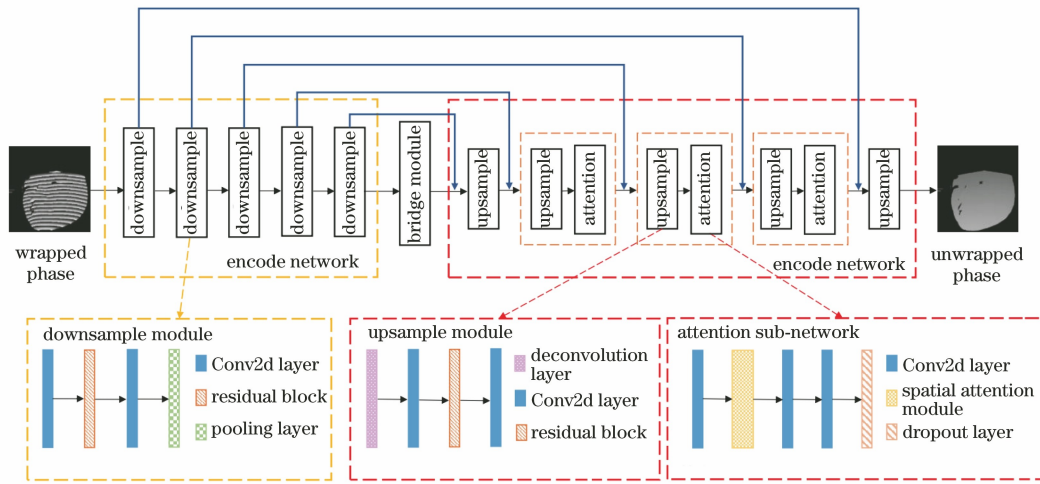 downsample
downsample
downsample
downsample
downsample
bridge module
upsample
upsample
attention
upsample
attention
upsample
attention
upsample
wrapped
phase
encode network
encode network
unwrapped
phase
downsample module
Conv2d layer
residual block
pooling layer
upsample module
deconvolution
layer
Conv2d layer
residual block
attention sub-network
Conv2d layer
spatial attention
module
dropout layer